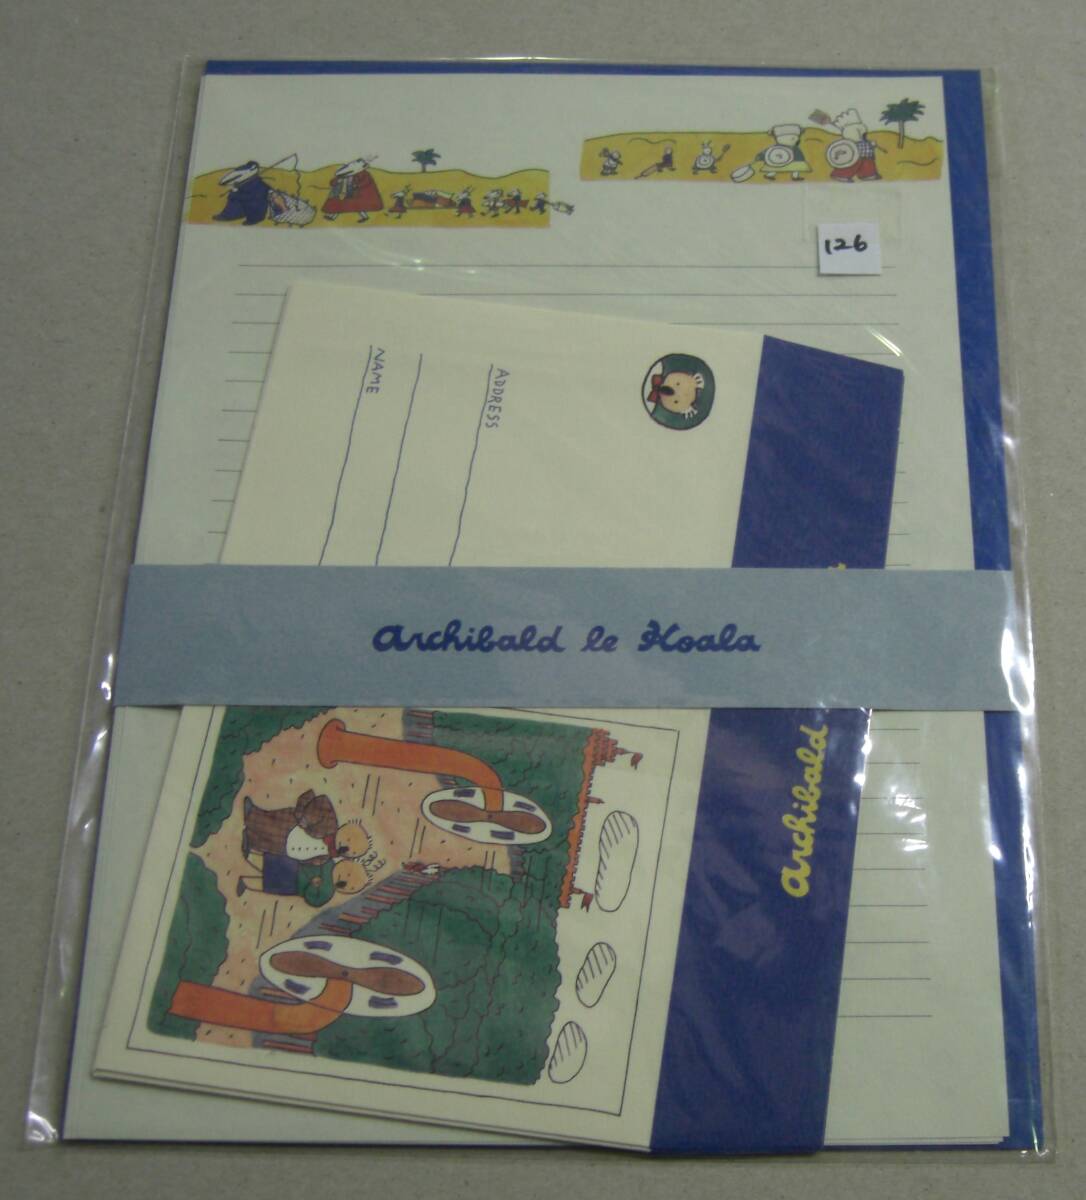 126
ADDRESS
NAME
Archibald le Koala
Archibald